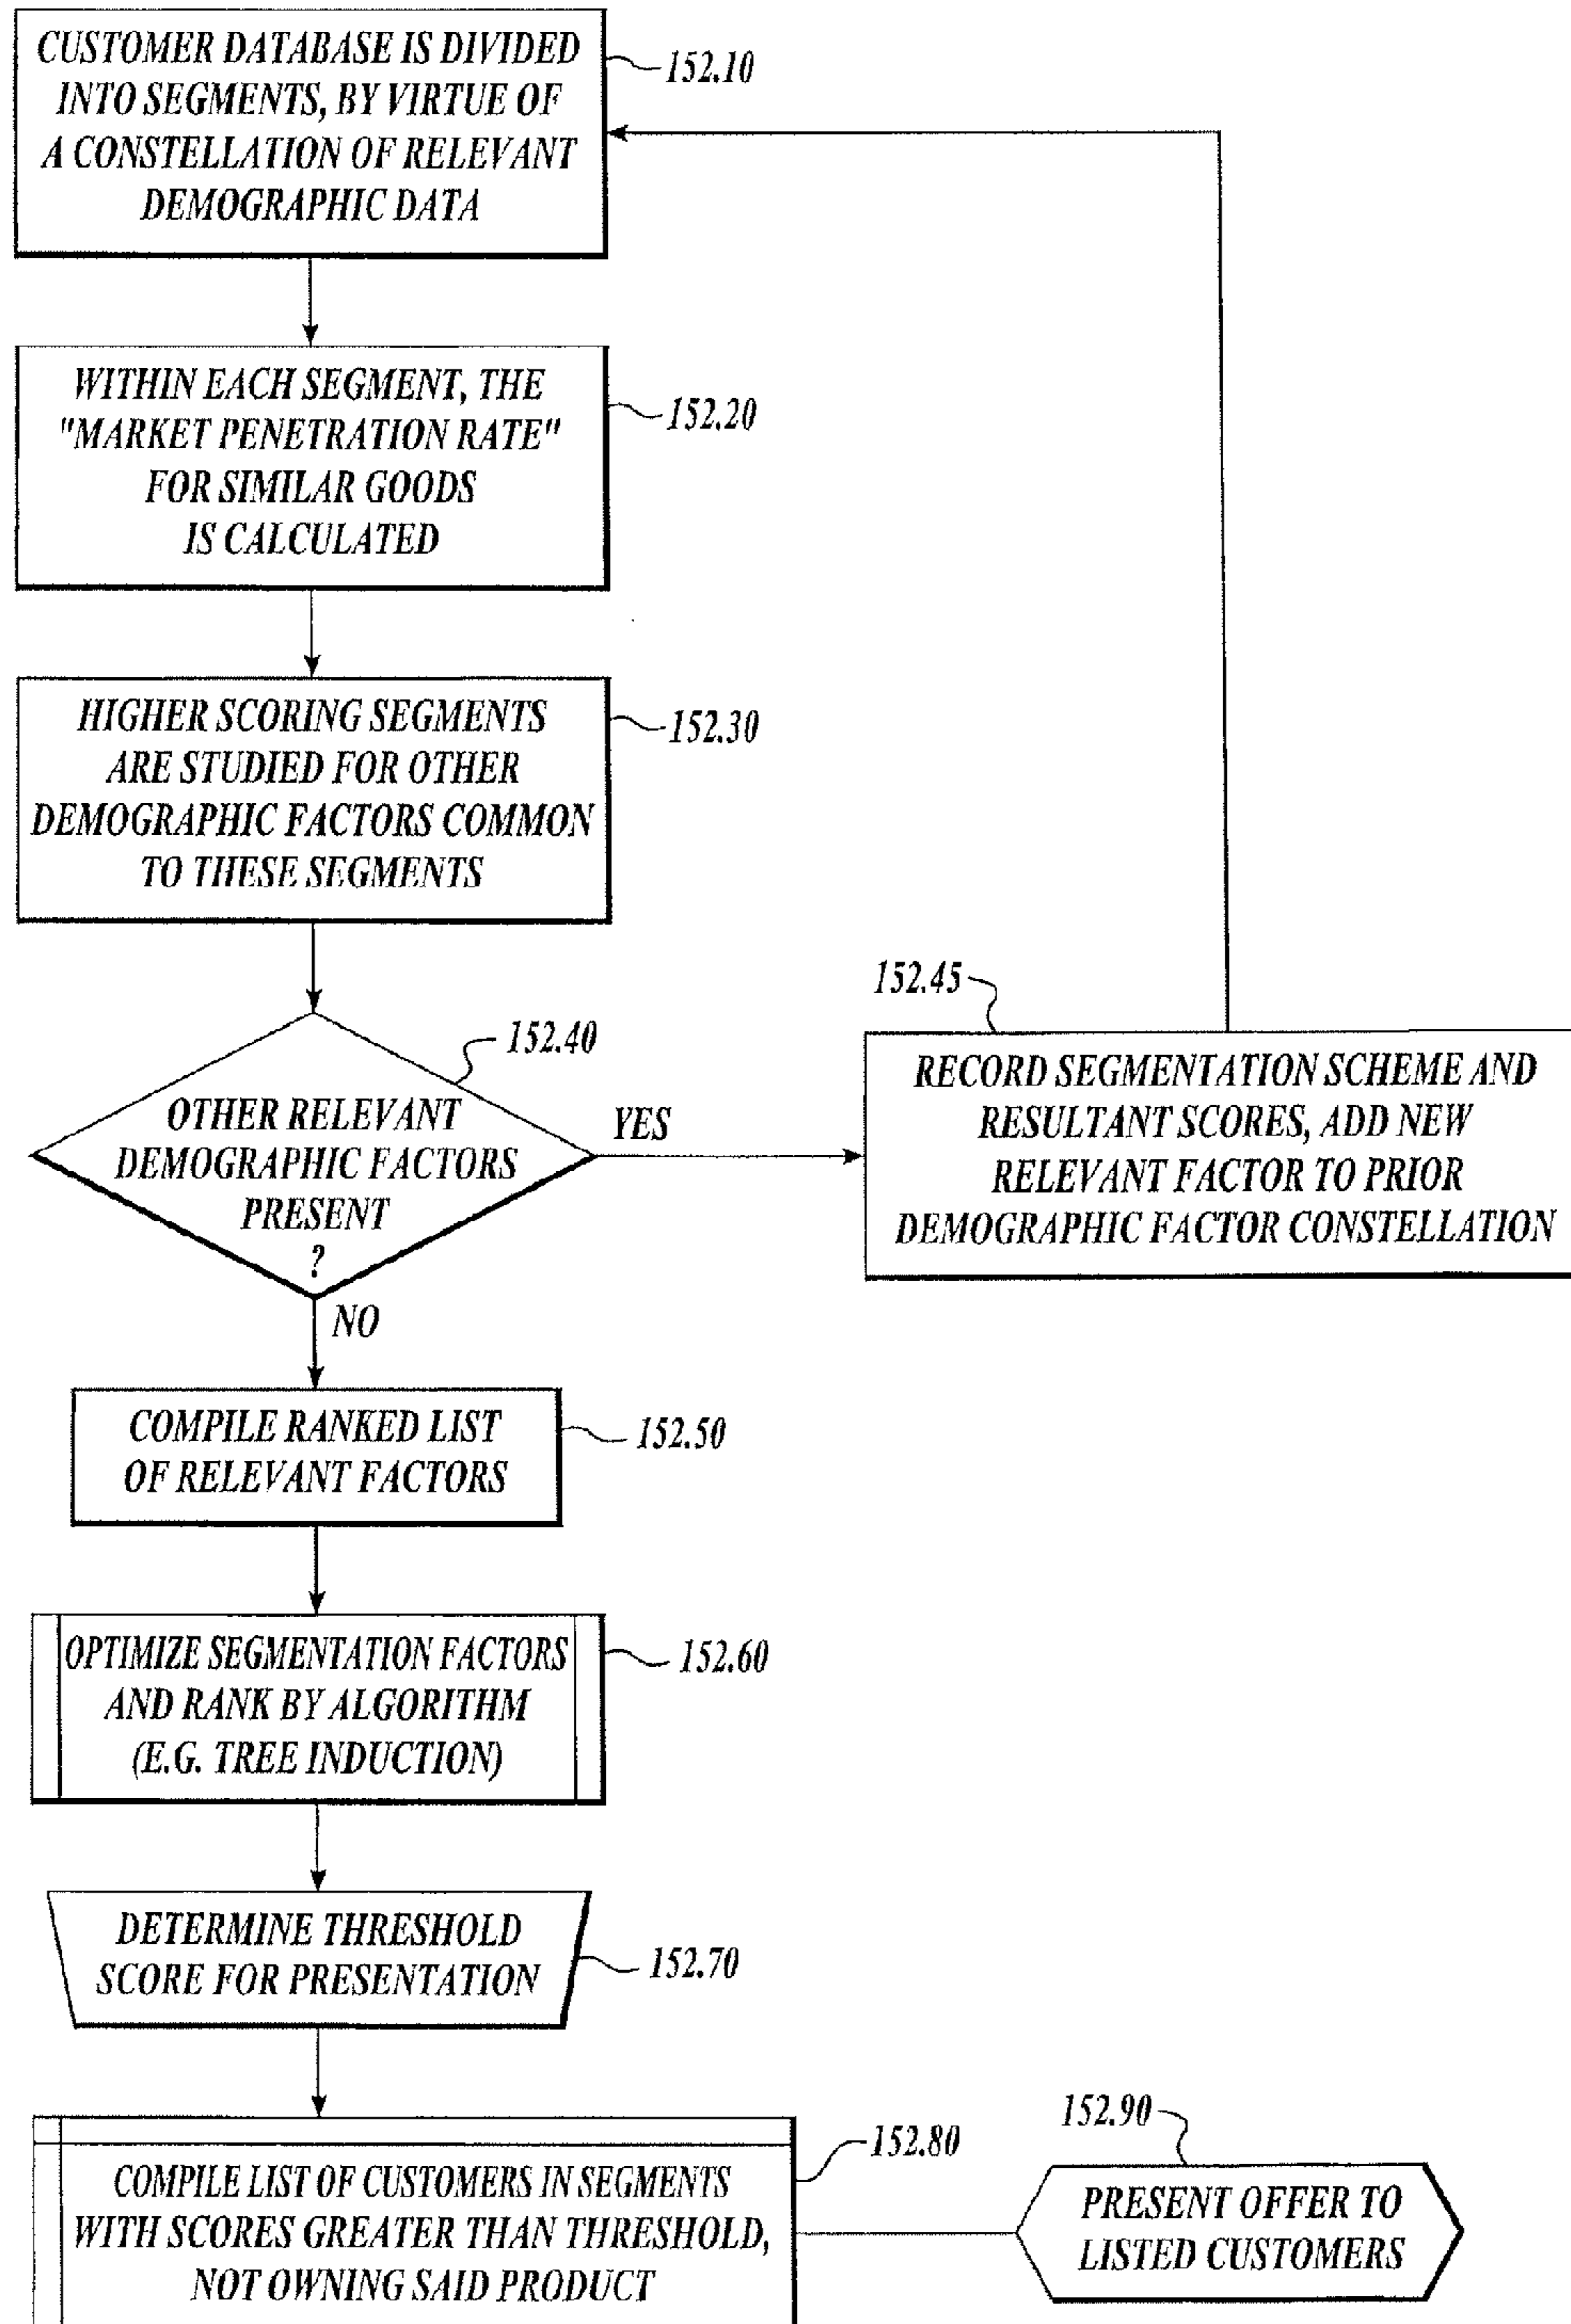 CUSTOMER DATABASE IS DIVIDED
INTO SEGMENTS, BY VIRTUE OF
A CONSTELLATION OF RELEVANT
DEMOGRAPHIC DATA
152.10
WITHIN EACH SEGMENT, THE
"MARKET PENETRATION RATE"
FOR SIMILAR GOODS
IS CALCULATED
152.20
HIGHER SCORING SEGMENTS
ARE STUDIED FOR OTHER
DEMOGRAPHIC FACTORS COMMON
TO THESE SEGMENTS
152.30
OTHER RELEVANT
DEMOGRAPHIC FACTORS
PRESENT
?
152.40
YES
152.45
RECORD SEGMENTATION SCHEME AND
RESULTANT SCORES, ADD NEW
RELEVANT FACTOR TO PRIOR
DEMOGRAPHIC FACTOR CONSTELLATION
NO
COMPILE RANKED LIST
OF RELEVANT FACTORS
152.50
OPTIMIZE SEGMENTATION FACTORS
AND RANK BY ALGORITHM
(E.G. TREE INDUCTION)
152.60
DETERMINE THRESHOLD
SCORE FOR PRESENTATION
152.70
COMPILE LIST OF CUSTOMERS IN SEGMENTS
WITH SCORES GREATER THAN THRESHOLD,
NOT OWNING SAID PRODUCT
152.80
152.90
PRESENT OFFER TO
LISTED CUSTOMERS